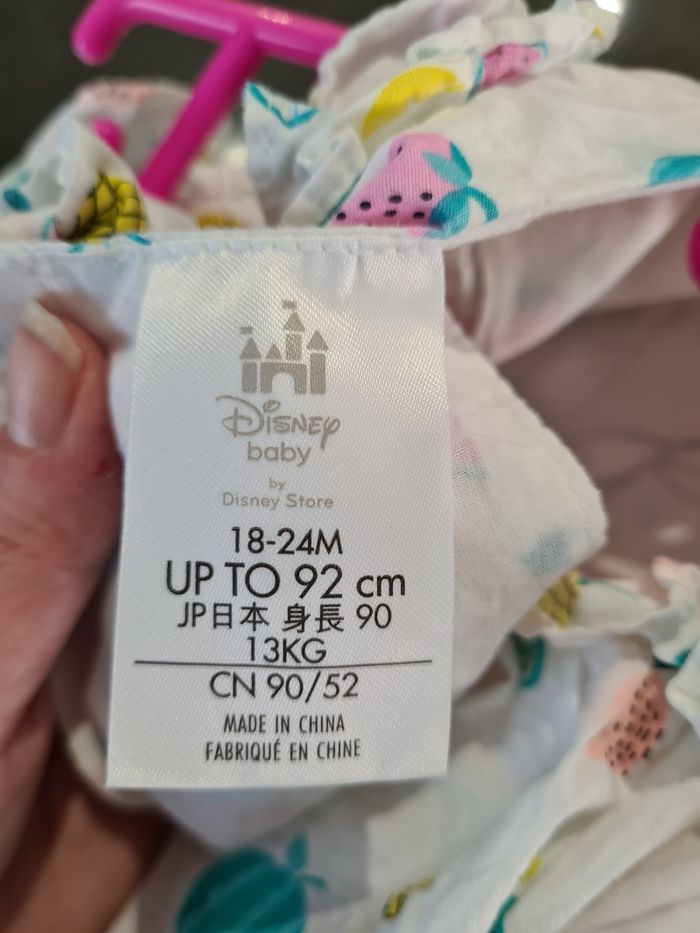 Disney
baby
by
Disney Store
18-24M
UP TO 92 cm
JP日本 身長 90
13KG
CN 90/52
MADE IN CHINA
FABRIQUÉ EN CHINE